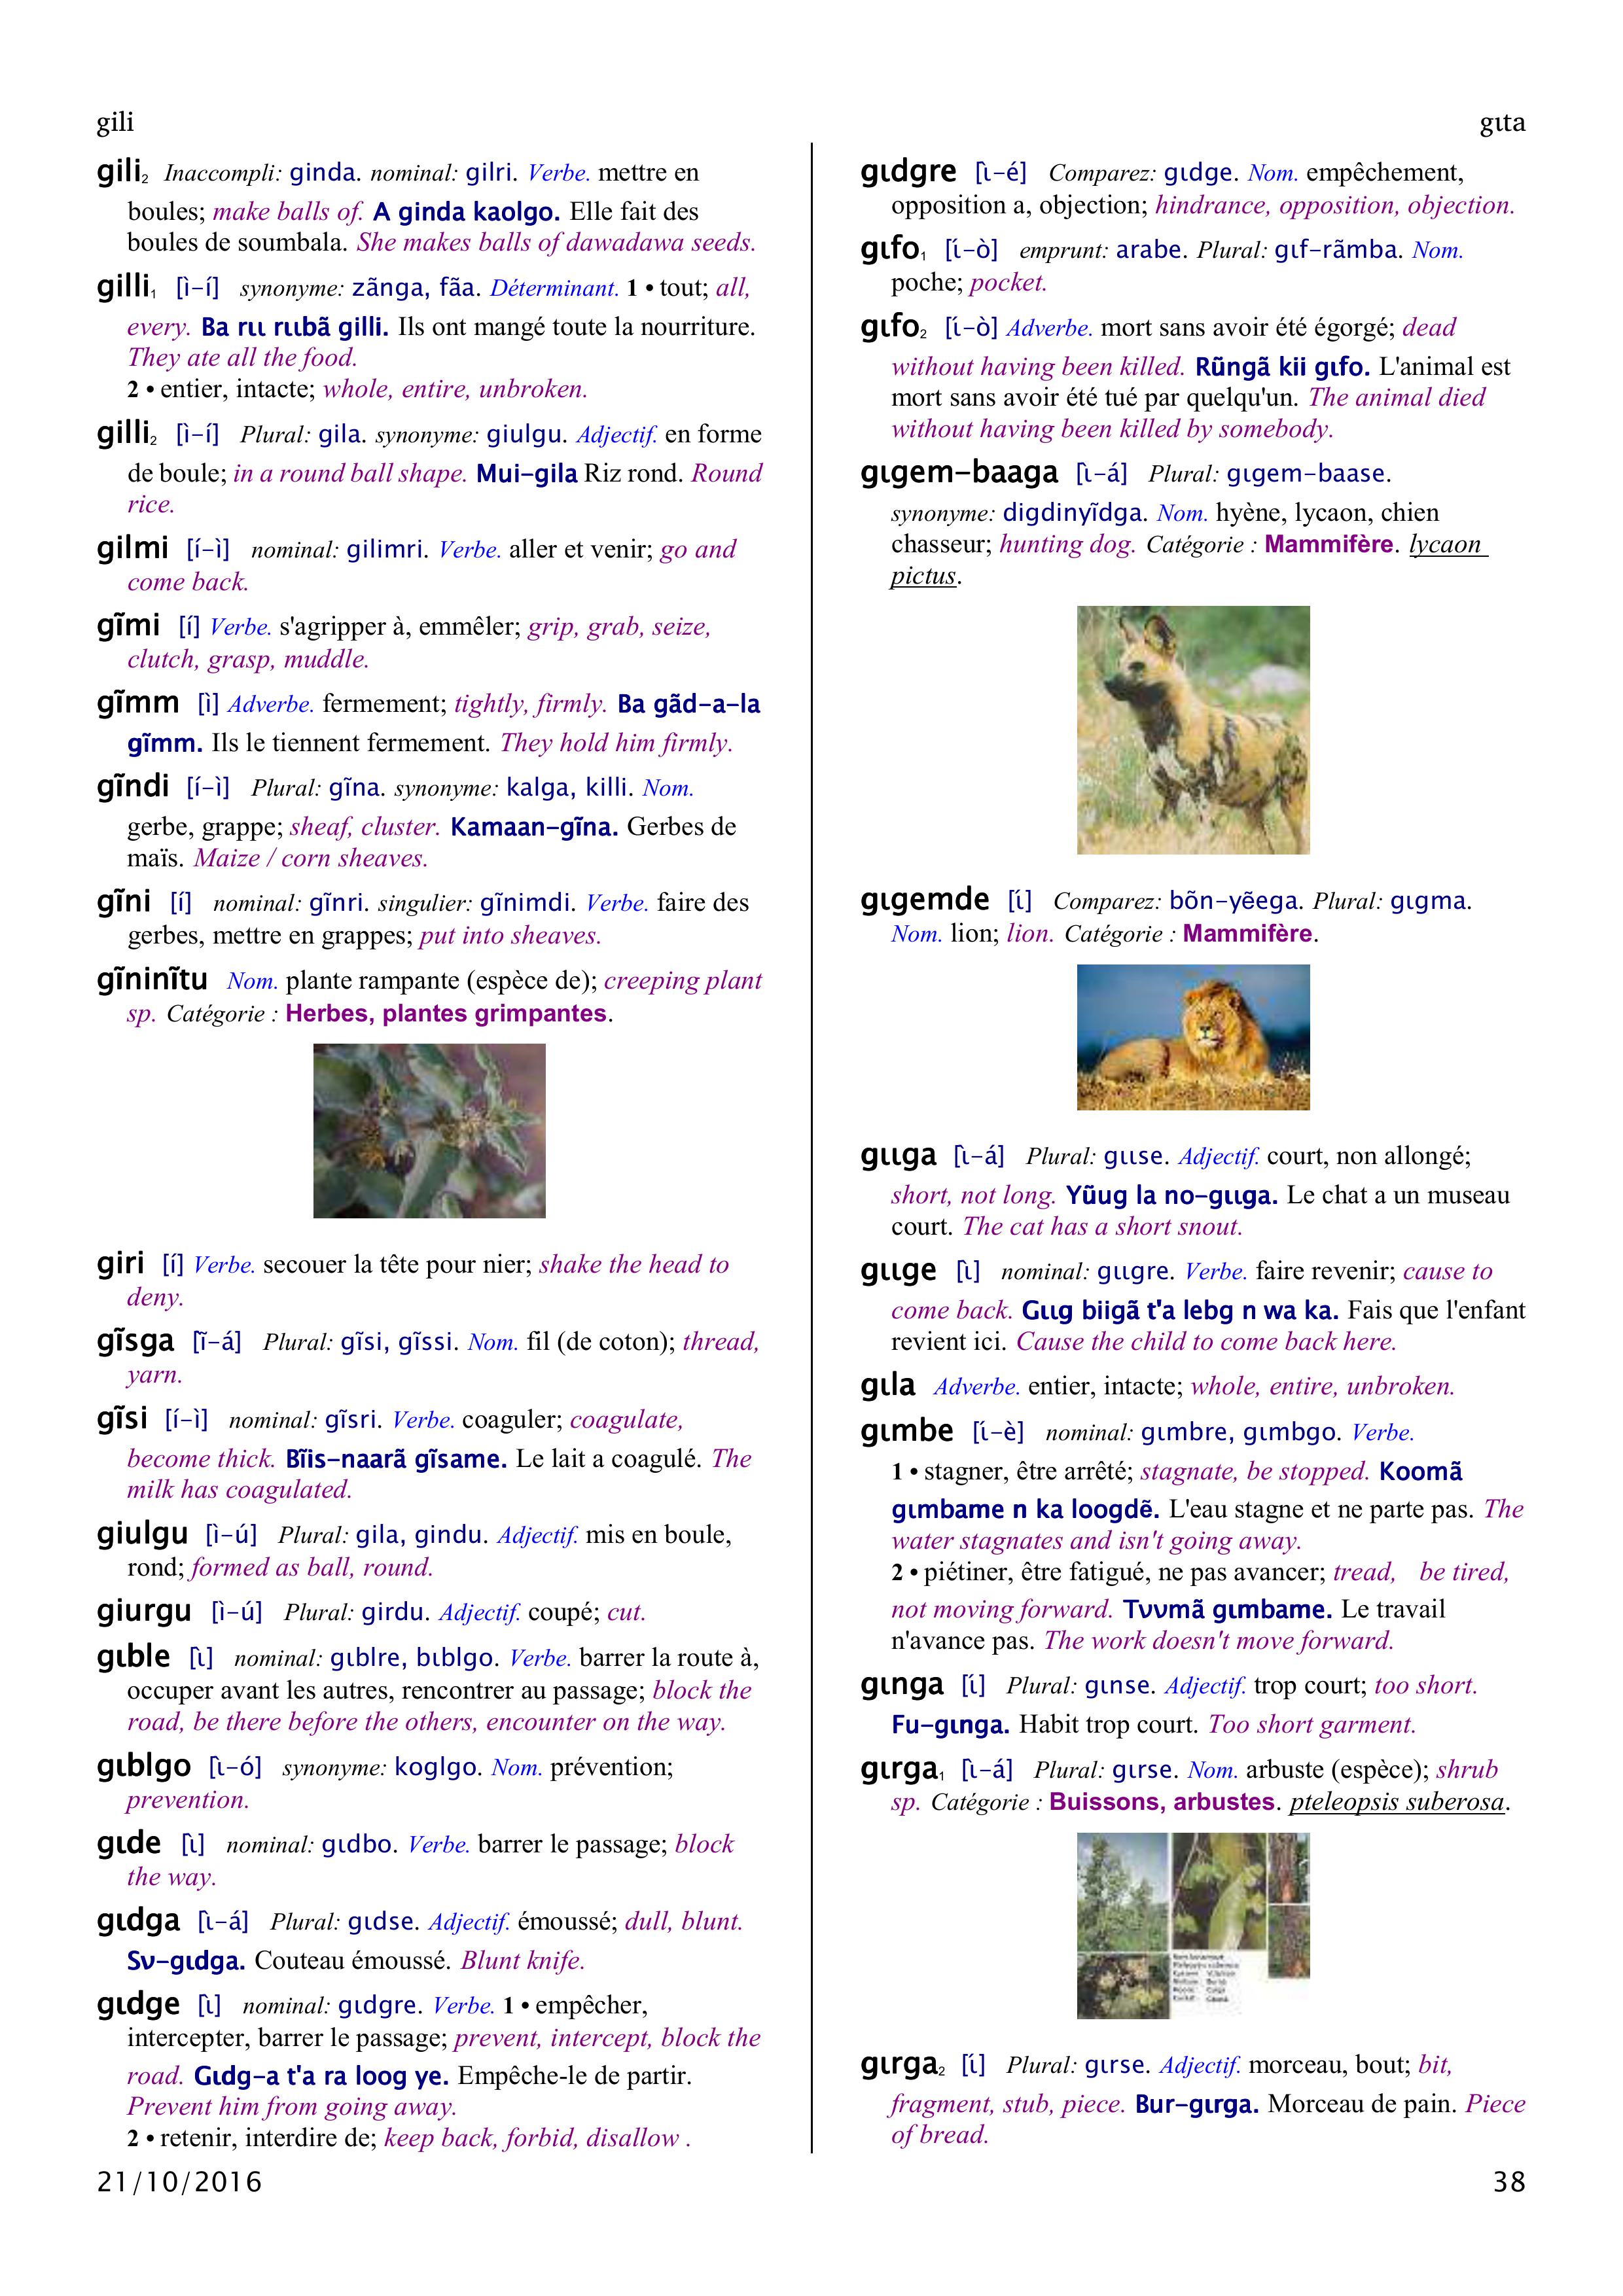 gili
gɩta
gili₂ Inaccompli: ginda. nominal: gilri. Verbe. mettre en
boules; make balls of. A ginda kaolgo. Elle fait des
boules de soumbala. She makes balls of dawadawa seeds.
gilli₁ [ì–í] synonyme: zãnga, fãa. Déterminant. 1 • tout; all,
every. Ba rɩɩ rɩɩbã gilli. Ils ont mangé toute la nourriture.
They ate all the food.
2 • entier, intacte; whole, entire, unbroken.
gilli₂ [ì–í] Plural: gila. synonyme: giulgu. Adjectif. en forme
de boule; in a round ball shape. Mui–gila Riz rond. Round
rice.
gilmi [í–ì] nominal: gilimri. Verbe. aller et venir; go and
come back.
gĩmi [í] Verbe. s'agripper à, emmêler; grip, grab, seize,
clutch, grasp, muddle.
gĩmm [ì] Adverbe. fermement; tightly, firmly. Ba gãd–a–la
gĩmm. Ils le tiennent fermement. They hold him firmly.
gĩndi [í–ì] Plural: gĩna. synonyme: kalga, killi. Nom.
gerbe, grappe; sheaf, cluster. Kamaan–gĩna. Gerbes de
maïs. Maize / corn sheaves.
gĩni [í] nominal: gĩnri. singulier: gĩnimdi. Verbe. faire des
gerbes, mettre en grappes; put into sheaves.
gĩninĩtu Nom. plante rampante (espèce de); creeping plant
sp. Catégorie : Herbes, plantes grimpantes.
giri [í] Verbe. secouer la tête pour nier; shake the head to
deny.
gĩsga [ĩ–á] Plural: gĩsi, gĩssi. Nom. fil (de coton); thread,
yarn.
gĩsi [í–ì] nominal: gĩsri. Verbe. coaguler; coagulate,
become thick. Bĩis–naarã gĩsame. Le lait a coagulé. The
milk has coagulated.
giulgu [ì–ú] Plural: gila, gindu. Adjectif. mis en boule,
rond; formed as ball, round.
giurgu [ì–ú] Plural: girdu. Adjectif. coupé; cut.
gɩble [ɩ̀] nominal: gɩblre, bɩblgo. Verbe. barrer la route à,
occuper avant les autres, rencontrer au passage; block the
road, be there before the others, encounter on the way.
gɩblgo [ɩ̀–ó] synonyme: koglgo. Nom. prévention;
prevention.
gɩde [ɩ̀] nominal: gɩdbo. Verbe. barrer le passage; block
the way.
gɩdga [ɩ̀–á] Plural: gɩdse. Adjectif. émoussé; dull, blunt.
Sʋ–gɩdga. Couteau émoussé. Blunt knife.
gɩdge [ɩ̀] nominal: gɩdgre. Verbe. 1 • empêcher,
intercepter, barrer le passage; prevent, intercept, block the
road. Gɩdg–a t'a ra loog ye. Empêche-le de partir.
Prevent him from going away.
2 • retenir, interdire de; keep back, forbid, disallow .
gɩdgre [ɩ̀–é] Comparez: gɩdge. Nom. empêchement,
opposition a, objection; hindrance, opposition, objection.
gɩfo₁ [ɩ́–ò] emprunt: arabe. Plural: gɩf–rãmba. Nom.
poche; pocket.
gɩfo₂ [ɩ́–ò] Adverbe. mort sans avoir été égorgé; dead
without having been killed. Rũngã kii gɩfo. L'animal est
mort sans avoir été tué par quelqu'un. The animal died
without having been killed by somebody.
gɩgem–baaga [ɩ̀–á] Plural: gɩgem–baase.
synonyme: digdinyĩdga. Nom. hyène, lycaon, chien
chasseur; hunting dog. Catégorie : Mammifère. lycaon
pictus.
gɩgemde [ɩ́] Comparez: bõn–yẽega. Plural: gɩgma.
Nom. lion; lion. Catégorie : Mammifère.
gɩɩga [ɩ̀–á] Plural: gɩɩse. Adjectif. court, non allongé;
short, not long. Yũug la no–gɩɩga. Le chat a un museau
court. The cat has a short snout.
gɩɩge [ɩ̀] nominal: gɩɩgre. Verbe. faire revenir; cause to
come back. Gɩɩg biigã t'a lebg n wa ka. Fais que l'enfant
revient ici. Cause the child to come back here.
gɩla Adverbe. entier, intacte; whole, entire, unbroken.
gɩmbe [ɩ́–è] nominal: gɩmbre, gɩmbgo. Verbe.
1 • stagner, être arrêté; stagnate, be stopped. Koomã
gɩmbame n ka loogdẽ. L'eau stagne et ne parte pas. The
water stagnates and isn't going away.
2 • piétiner, être fatigué, ne pas avancer; tread, be tired,
not moving forward. Tʋʋmã gɩmbame. Le travail
n'avance pas. The work doesn't move forward.
gɩnga [ɩ́] Plural: gɩnse. Adjectif. trop court; too short.
Fu–gɩnga. Habit trop court. Too short garment.
gɩrga₁ [ɩ̀–á] Plural: gɩrse. Nom. arbuste (espèce); shrub
sp. Catégorie : Buissons, arbustes. pteleopsis suberosa.
gɩrga₂ [ɩ́] Plural: gɩrse. Adjectif. morceau, bout; bit,
fragment, stub, piece. Bur–gɩrga. Morceau de pain. Piece
of bread.
21/10/2016
38